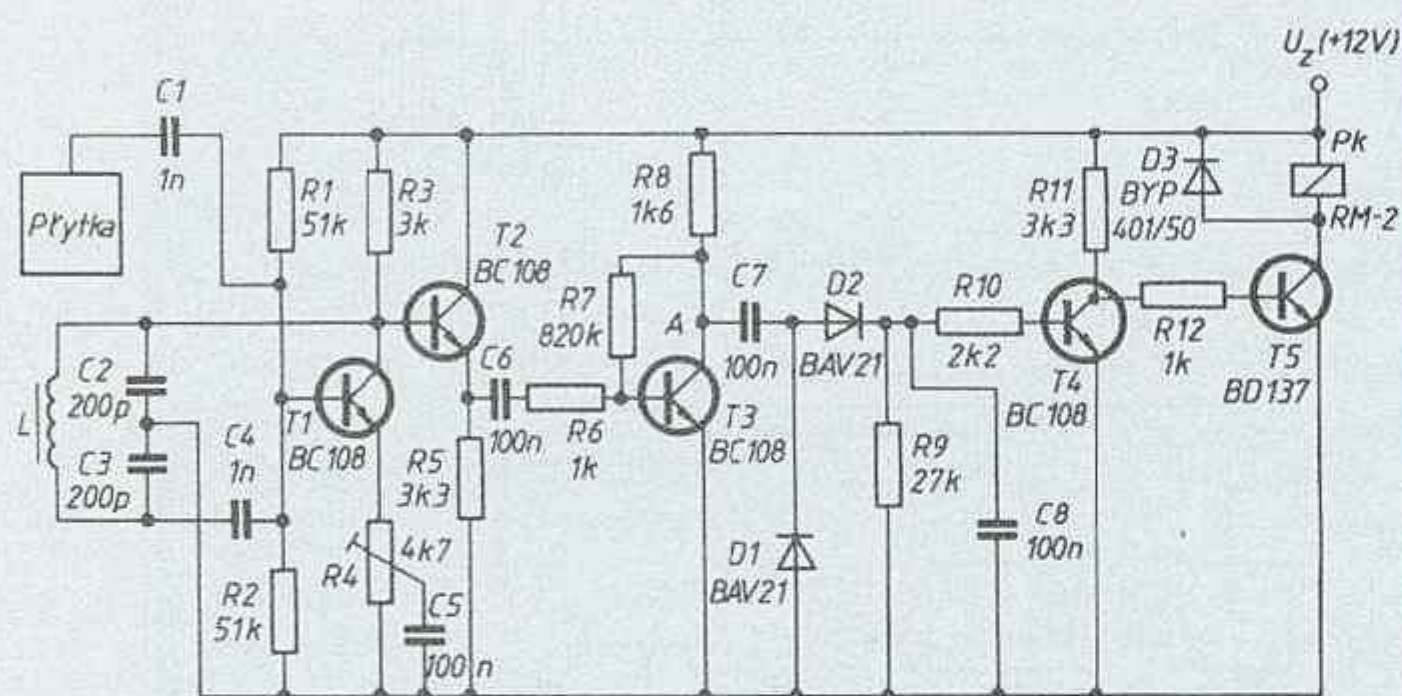 U_z (+12V)
C1
1n
Płytka
R1
51k
R3
3k
T2
BC108
R8
1k6
R7
820k
A
C7
100n
D2
BAV21
R10
2k2
R11
3k3
D3
BYP
401/50
Pk
RM-2
R12
1k
T5
BD137
T4
BC108
L
C2
200p
C3
200p
C4
1n
T1
BC108
C6
100n
R6
1k
T3
BC108
R5
3k3
R9
27k
C8
100n
D1
BAV21
R2
51k
R4
4k7
C5
100n